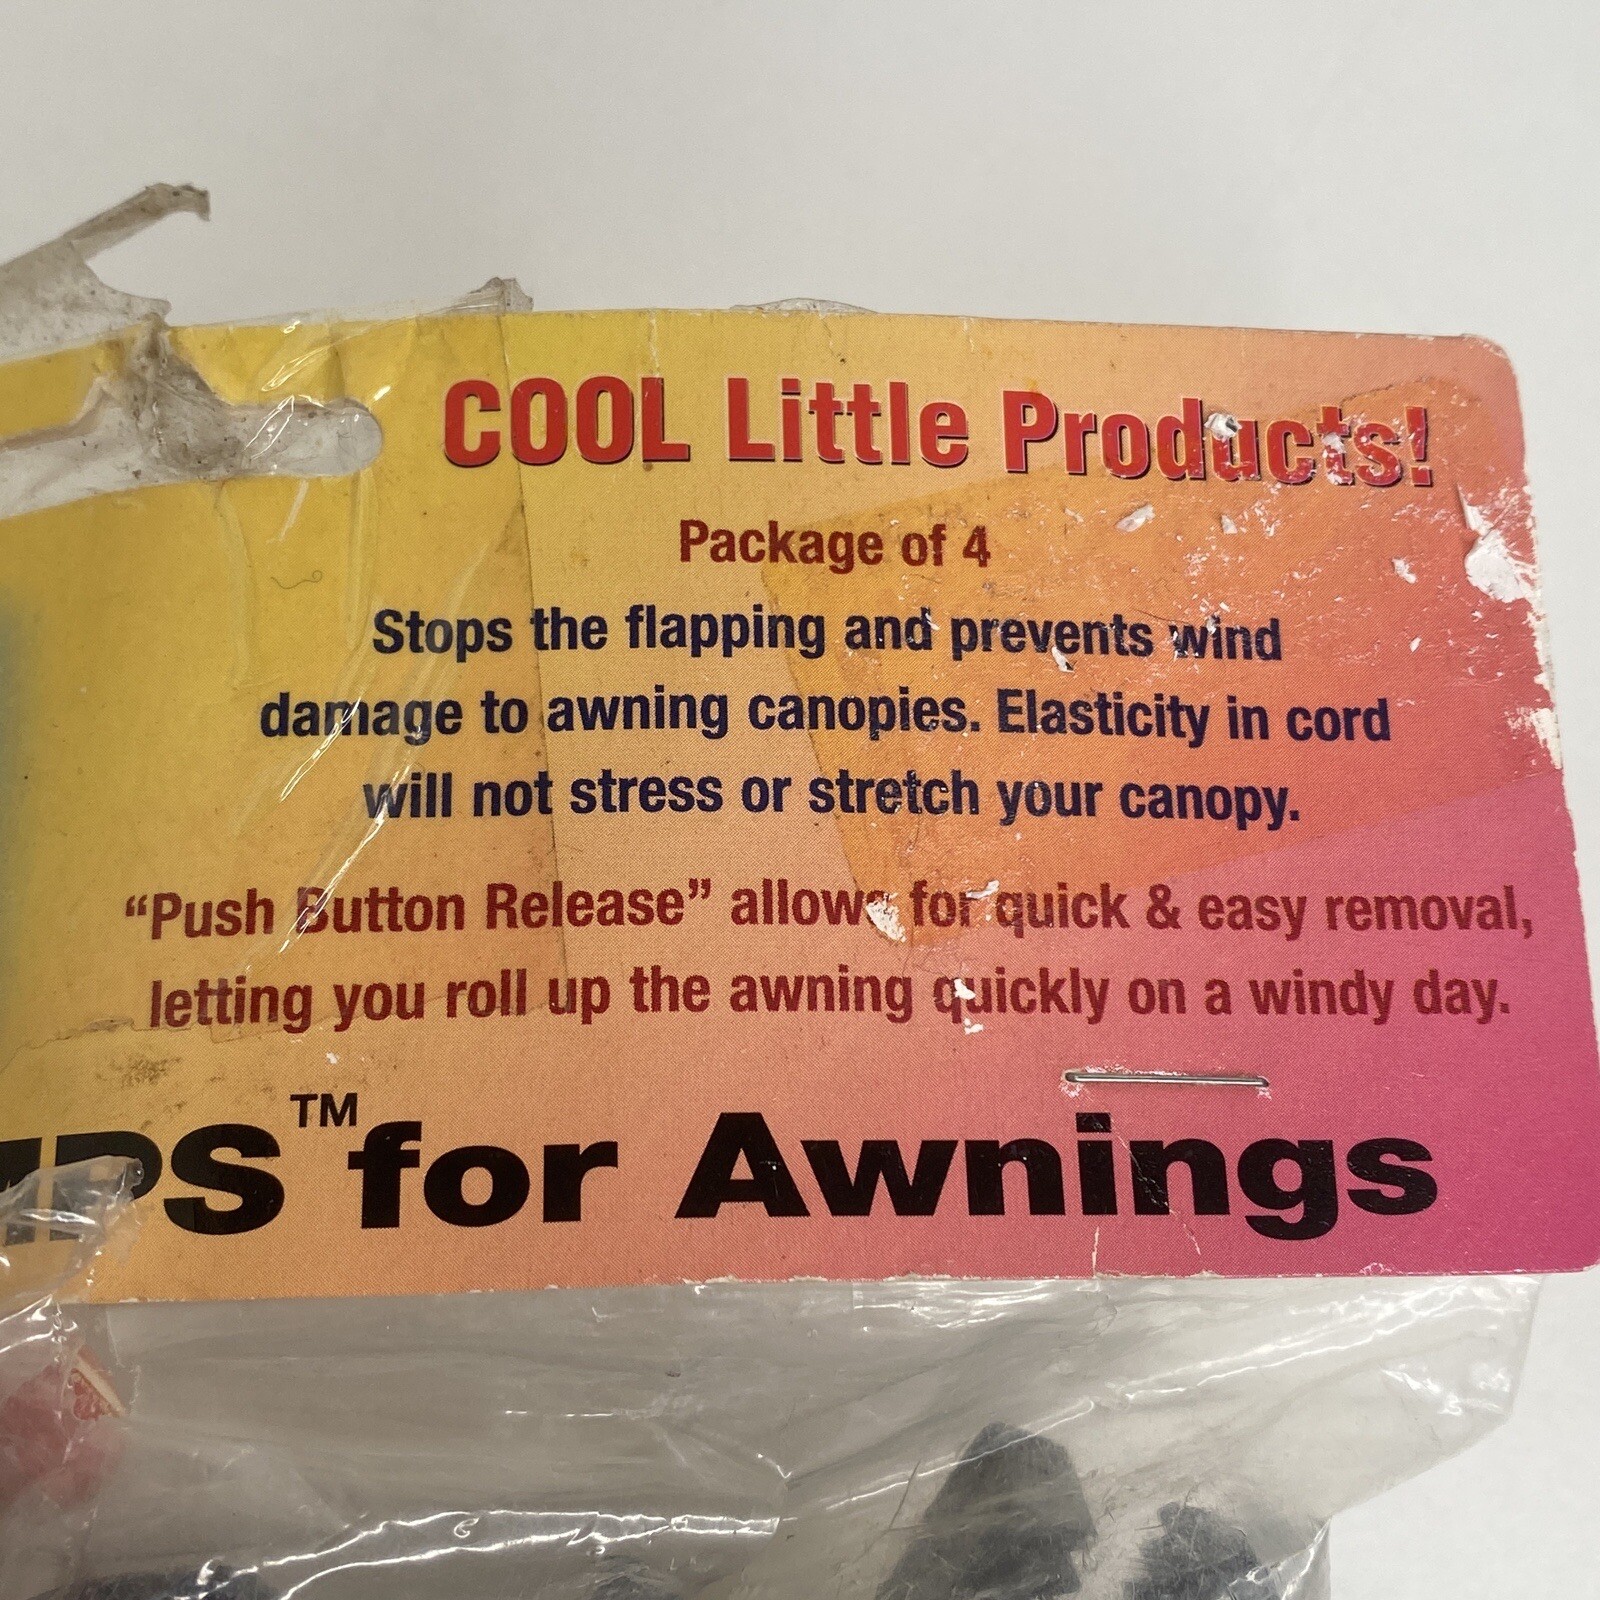 COOL Little Products!
Package of 4
Stops the flapping and prevents wind
damage to awning canopies. Elasticity in cord
will not stress or stretch your canopy.
“Push Button Release” allows for quick & easy removal,
letting you roll up the awning quickly on a windy day.
™ for Awnings